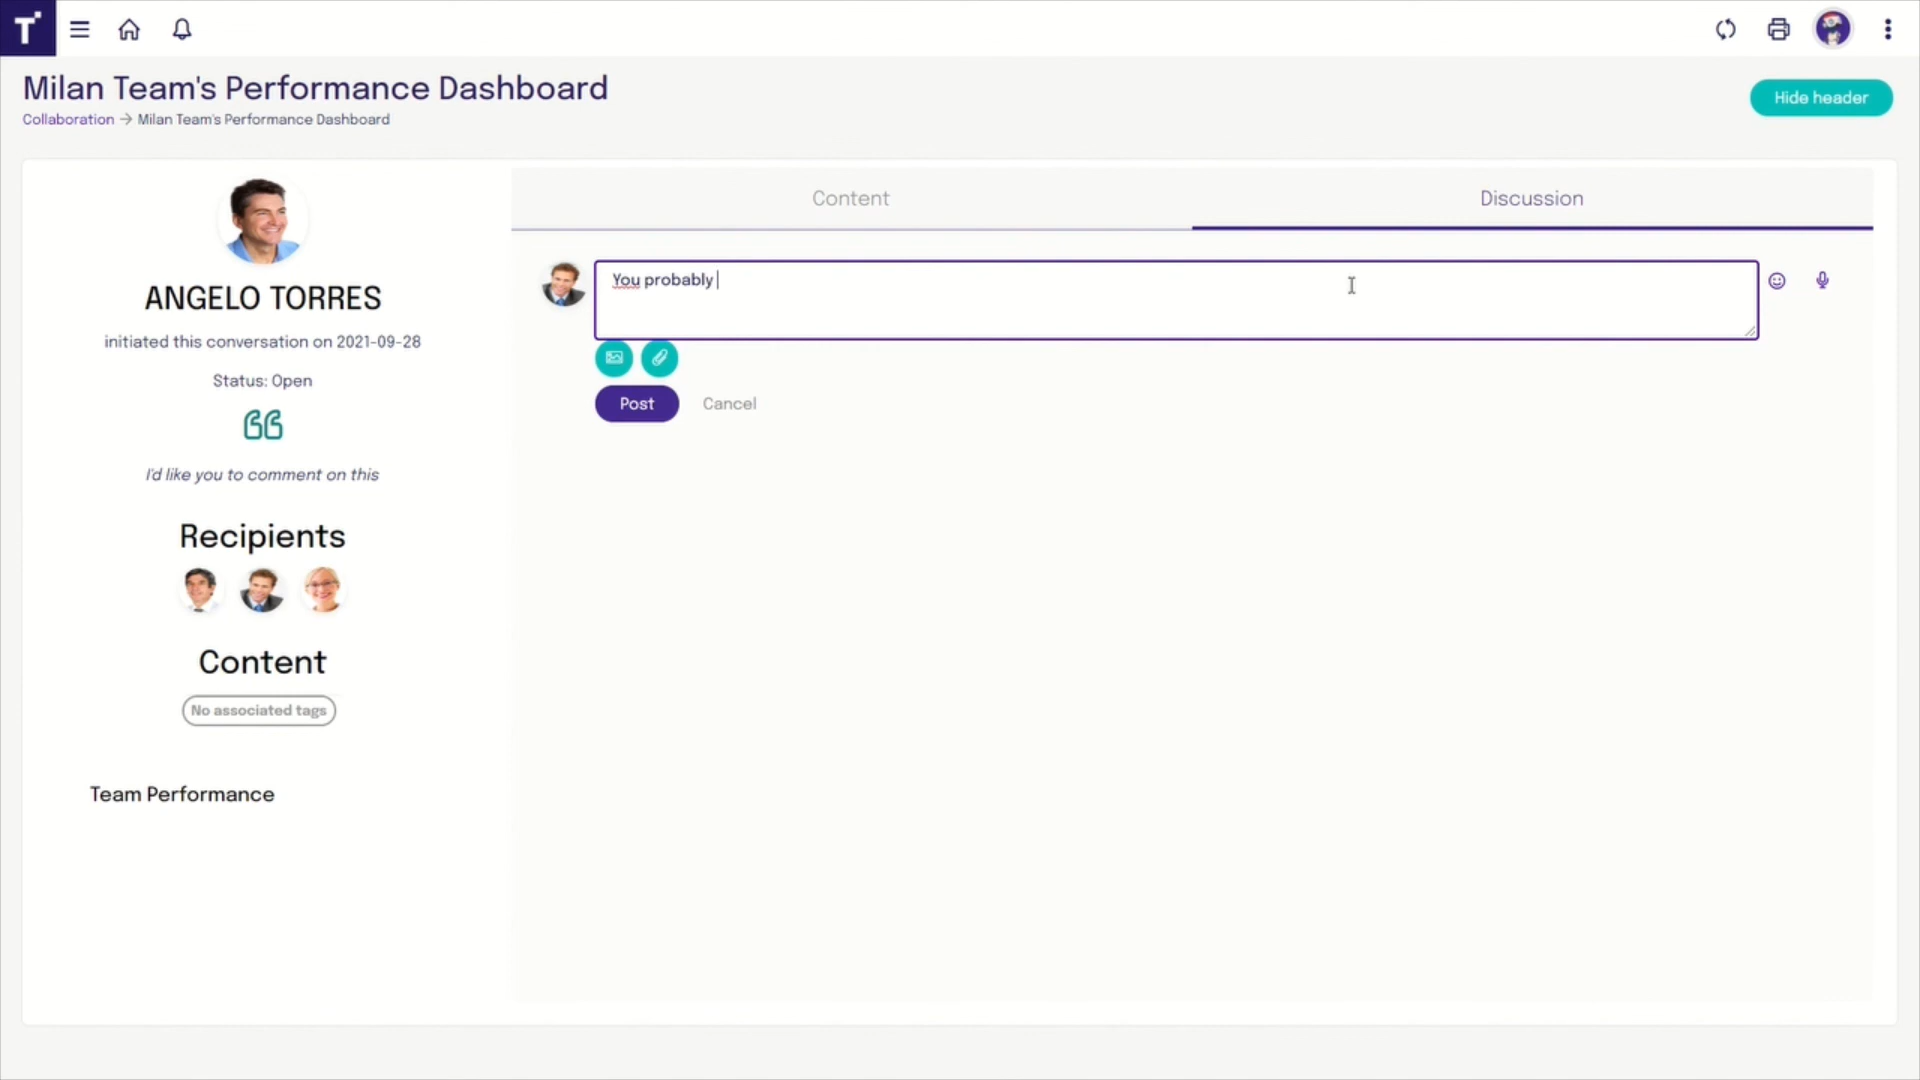 T
Milan Team's Performance Dashboard
Collaboration → Milan Team's Performance Dashboard
Hide header
ANGELO TORRES
initiated this conversation on 2021-09-28
Status: Open
I'd like you to comment on this
Recipients
Content
No associated tags
Team Performance
Content
Discussion
You probably
Post
Cancel